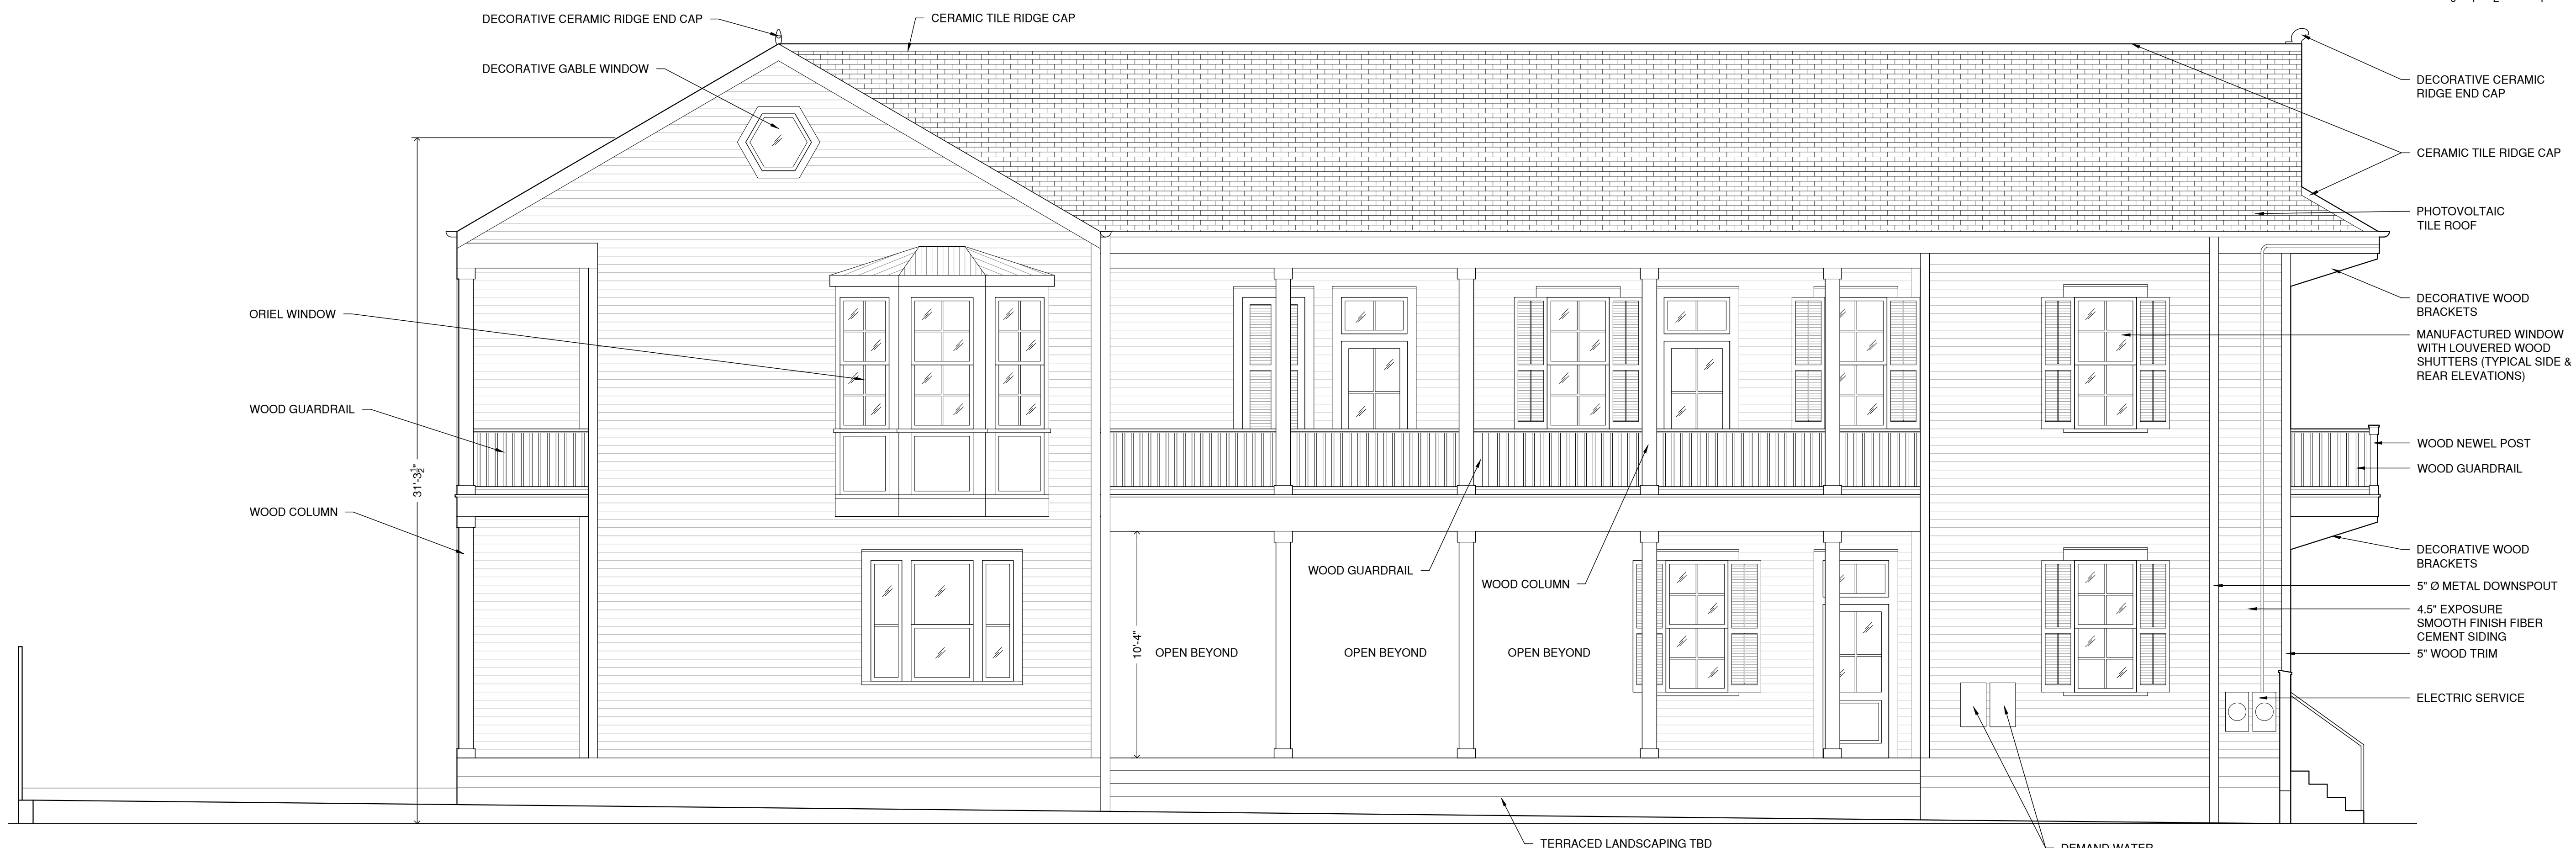 DECORATIVE CERAMIC RIDGE END CAP
CERAMIC TILE RIDGE CAP
DECORATIVE GABLE WINDOW
DECORATIVE CERAMIC
RIDGE END CAP
CERAMIC TILE RIDGE CAP
PHOTOVOLTAIC
TILE ROOF
DECORATIVE WOOD
BRACKETS
MANUFACTURED WINDOW
WITH LOUVERED WOOD
SHUTTERS (TYPICAL SIDE &
REAR ELEVATIONS)
WOOD NEWEL POST
WOOD GUARDRAIL
DECORATIVE WOOD
BRACKETS
5" Ø METAL DOWNSPOUT
4.5" EXPOSURE
SMOOTH FINISH FIBER
CEMENT SIDING
5" WOOD TRIM
ELECTRIC SERVICE
ORIEL WINDOW
WOOD GUARDRAIL
WOOD COLUMN
31'-3½"
10'-4"
WOOD GUARDRAIL
WOOD COLUMN
OPEN BEYOND
OPEN BEYOND
OPEN BEYOND
TERRACED LANDSCAPING TBD
DEMAND WATER